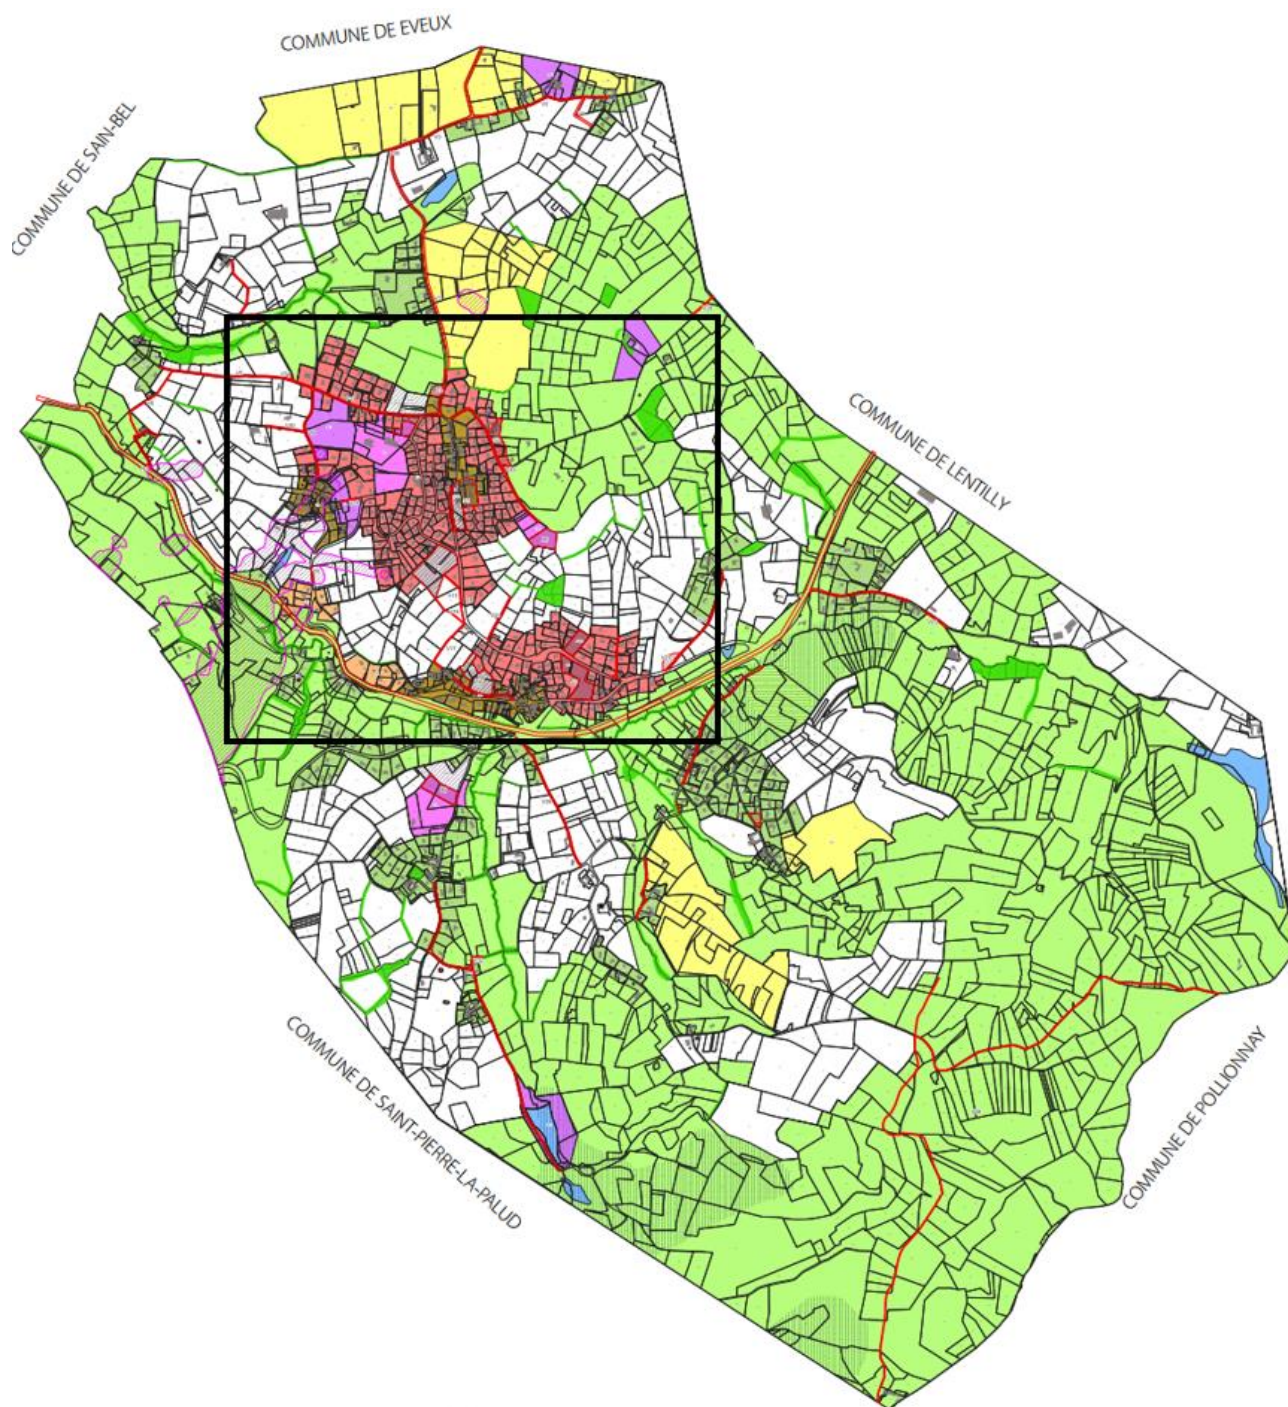 COMMUNE DE EVEUX
COMMUNE DE SAIN-BEL
COMMUNE DE LENTILLY
COMMUNE DE SAINT-PIERRE-LA-PALUD
COMMUNE DE POLLIONNAY